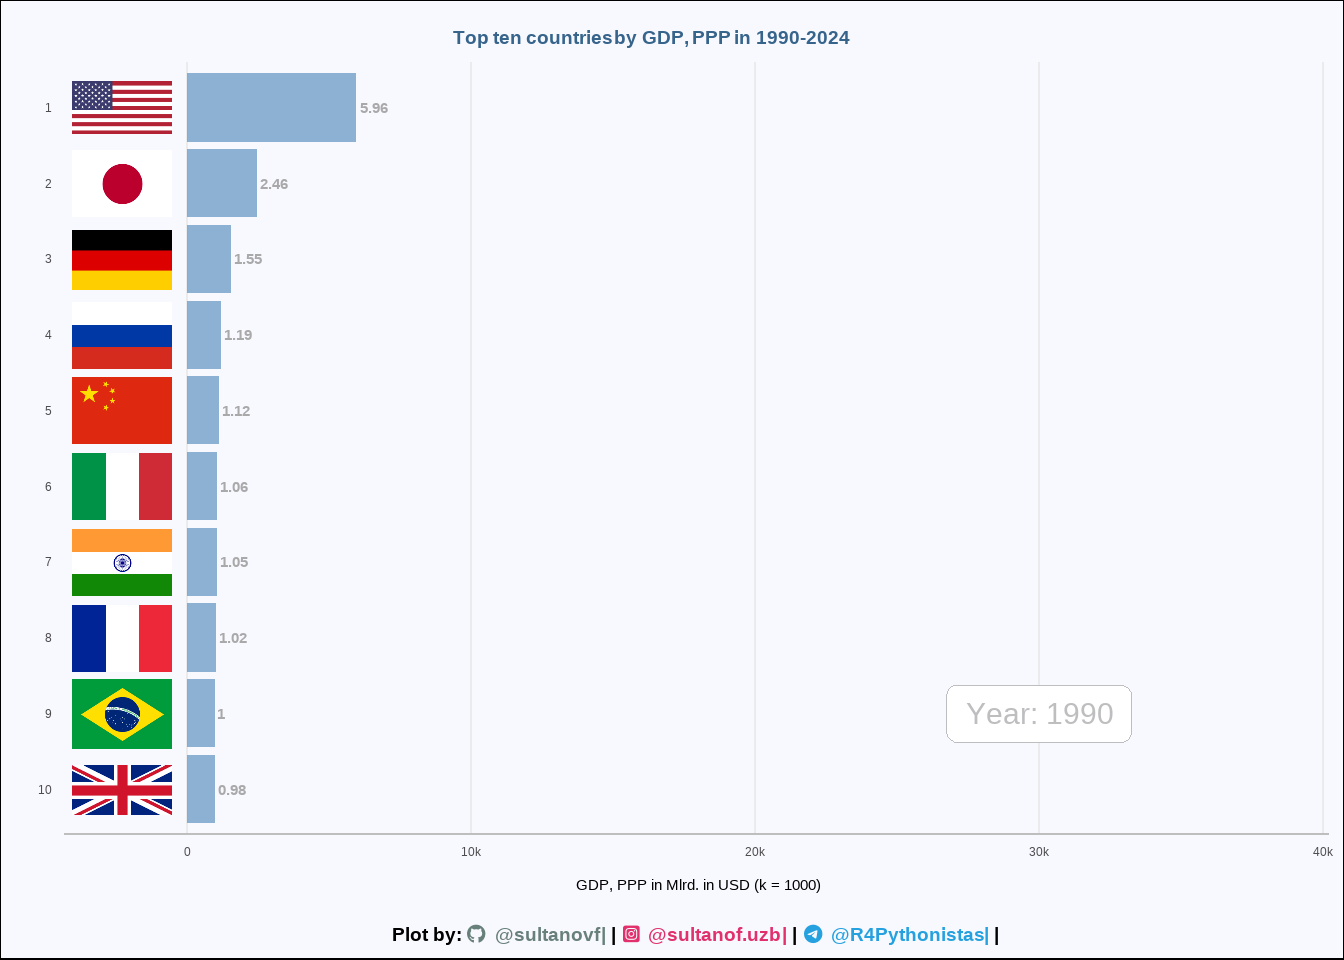 Top ten countries by GDP, PPP in 1990-2024
1 5.96
2 2.46
3 1.55
4 1.19
5 1.12
6 1.06
7 1.05
8 1.02
9 1
Year: 1990
10 0.98
0 10k 20k 30k 40k
GDP, PPP in Mlrd. in USD (k = 1000)
Plot by: @sultanovf| | @sultanof.uzb| | @R4Pythonistas| |